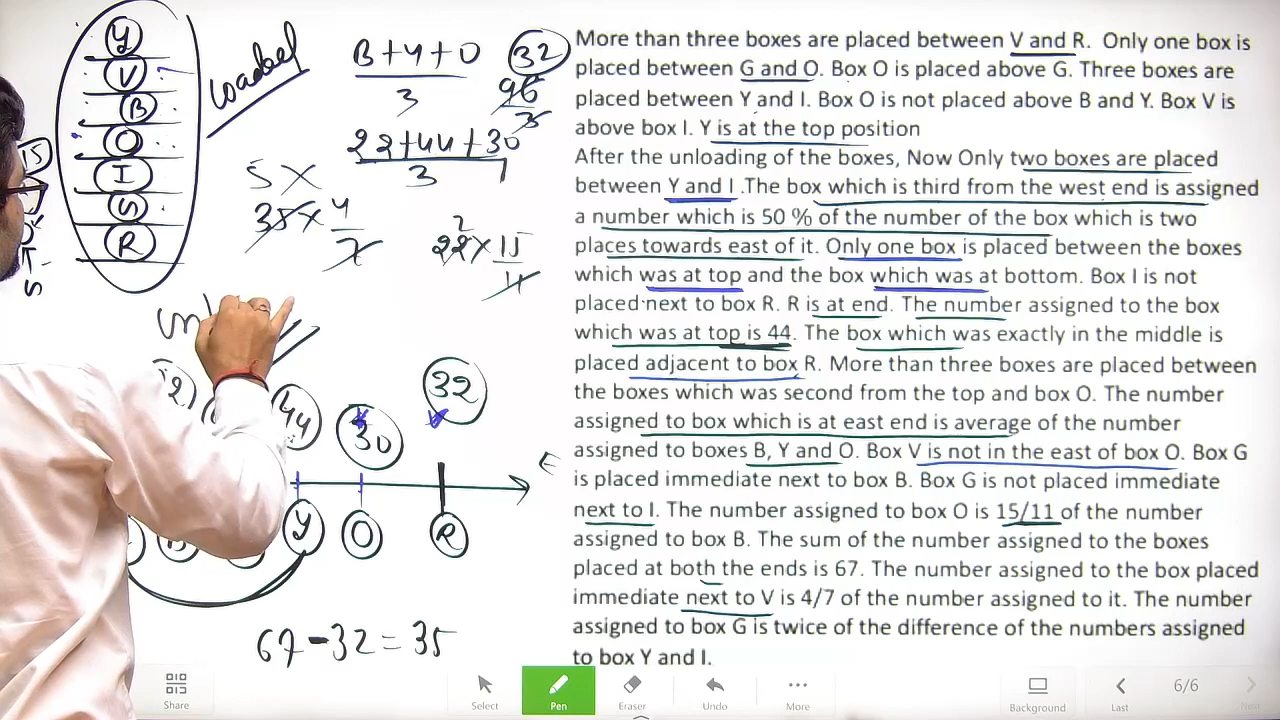 Y
V
B
O
I
G
R
Loaded
B+Y+O
3
32
96
3
22+44+30
3
5X
35X 4
7
22 X 15
11
2
15
44
30
32
E
Y
O
R
67-32=35
More than three boxes are placed between V and R. Only one box is
placed between G and O. Box O is placed above G. Three boxes are
placed between Y and I. Box O is not placed above B and Y. Box V is
above box I. Y is at the top position
After the unloading of the boxes, Now Only two boxes are placed
between Y and I .The box which is third from the west end is assigned
a number which is 50 % of the number of the box which is two
places towards east of it. Only one box is placed between the boxes
which was at top and the box which was at bottom. Box I is not
placed next to box R. R is at end. The number assigned to the box
which was at top is 44. The box which was exactly in the middle is
placed adjacent to box R. More than three boxes are placed between
the boxes which was second from the top and box O. The number
assigned to box which is at east end is average of the number
assigned to boxes B, Y and O. Box V is not in the east of box O. Box G
is placed immediate next to box B. Box G is not placed immediate
next to I. The number assigned to box O is 15/11 of the number
assigned to box B. The sum of the number assigned to the boxes
placed at both the ends is 67. The number assigned to the box placed
immediate next to V is 4/7 of the number assigned to it. The number
assigned to box G is twice of the difference of the numbers assigned
to box Y and I.
Share
Select
Pen
Eraser
Undo
More
Background
Last
6/6
Next